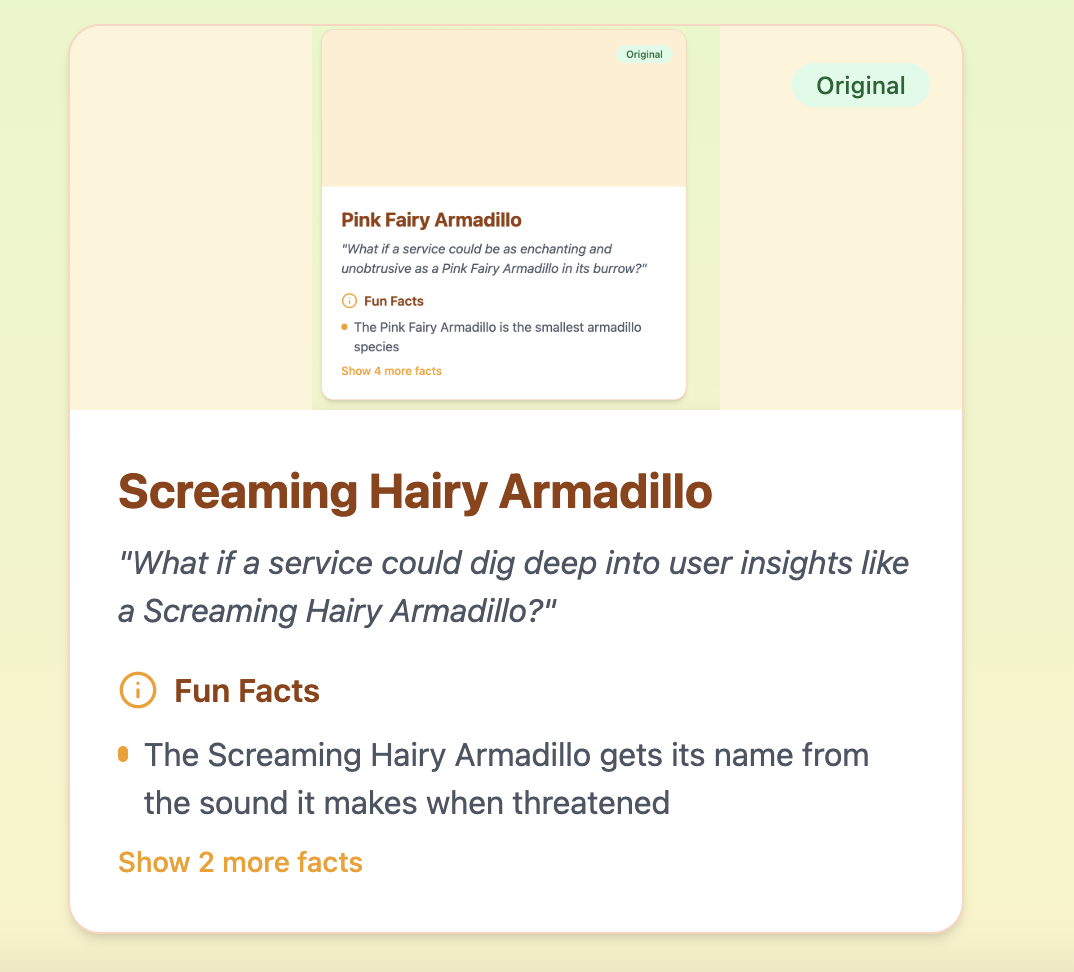 Original
Original
Pink Fairy Armadillo
"What if a service could be as enchanting and
unobtrusive as a Pink Fairy Armadillo in its burrow?"
Fun Facts
The Pink Fairy Armadillo is the smallest armadillo
species
Show 4 more facts
Screaming Hairy Armadillo
"What if a service could dig deep into user insights like
a Screaming Hairy Armadillo?"
Fun Facts
The Screaming Hairy Armadillo gets its name from
the sound it makes when threatened
Show 2 more facts